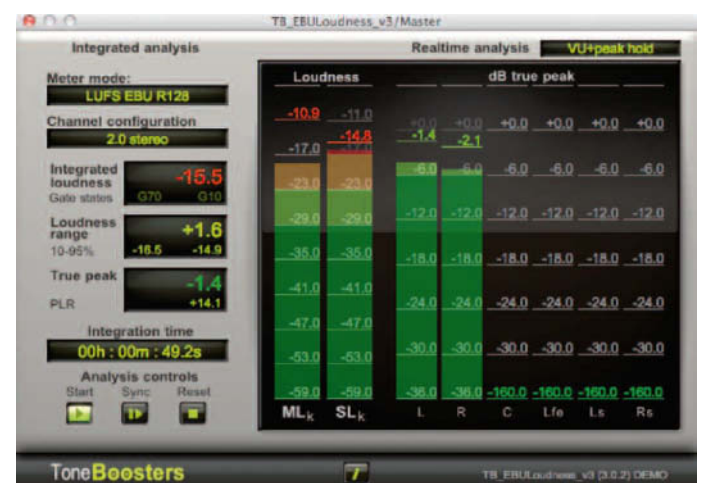 TB_EBULoudness_v3/Master
Integrated analysis
Realtime analysis VU+peak hold
Meter mode:
LUFS EBU R128
Channel configuration
2.0 stereo
Integrated loudness -15.5
Gate states G70 G10
Loudness range +1.6
10-95% -16.5 -14.9
True peak -1.4
PLR +14.1
Integration time
00h : 00m : 49.2s
Analysis controls
Start Sync Reset
Loudness dB true peak
-10.9 -11.0 +0.0 +0.0 +0.0 +0.0 +0.0 +0.0
-14.8 -1.4 -2.1
-17.0 -17.0
-6.0 -6.0 -6.0 -6.0 -6.0 -6.0
-23.0 -23.0
-29.0 -29.0 -12.0 -12.0 -12.0 -12.0 -12.0 -12.0
-35.0 -35.0 -18.0 -18.0 -18.0 -18.0 -18.0 -18.0
-41.0 -41.0
-24.0 -24.0 -24.0 -24.0 -24.0 -24.0
-47.0 -47.0
-53.0 -53.0 -30.0 -30.0 -30.0 -30.0 -30.0 -30.0
-59.0 -59.0 -36.0 -36.0 -160.0 -160.0 -160.0 -160.0
MLk SLk L R C Lfe Ls Rs
ToneBoosters
i
TB_EBULoudness_v3 (3.0.2) DEMO